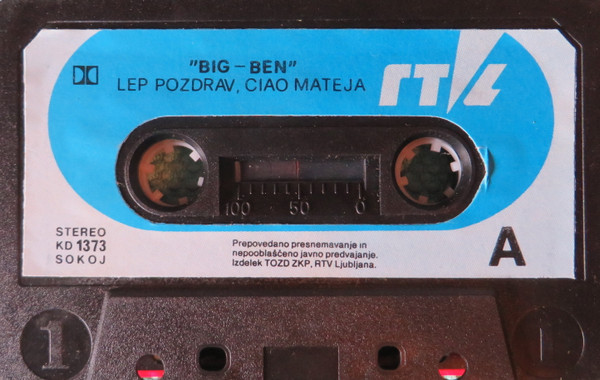 "BIG-BEN"
LEP POZDRAV, CIAO MATEJA
RTVL
100 50 0
STEREO
KD 1373
SOKOJ
Prepovedano presnemavanje in
nepooblaščeno javno predvajanje.
Izdelek TOZD ZKP, RTV Ljubljana.
A
1